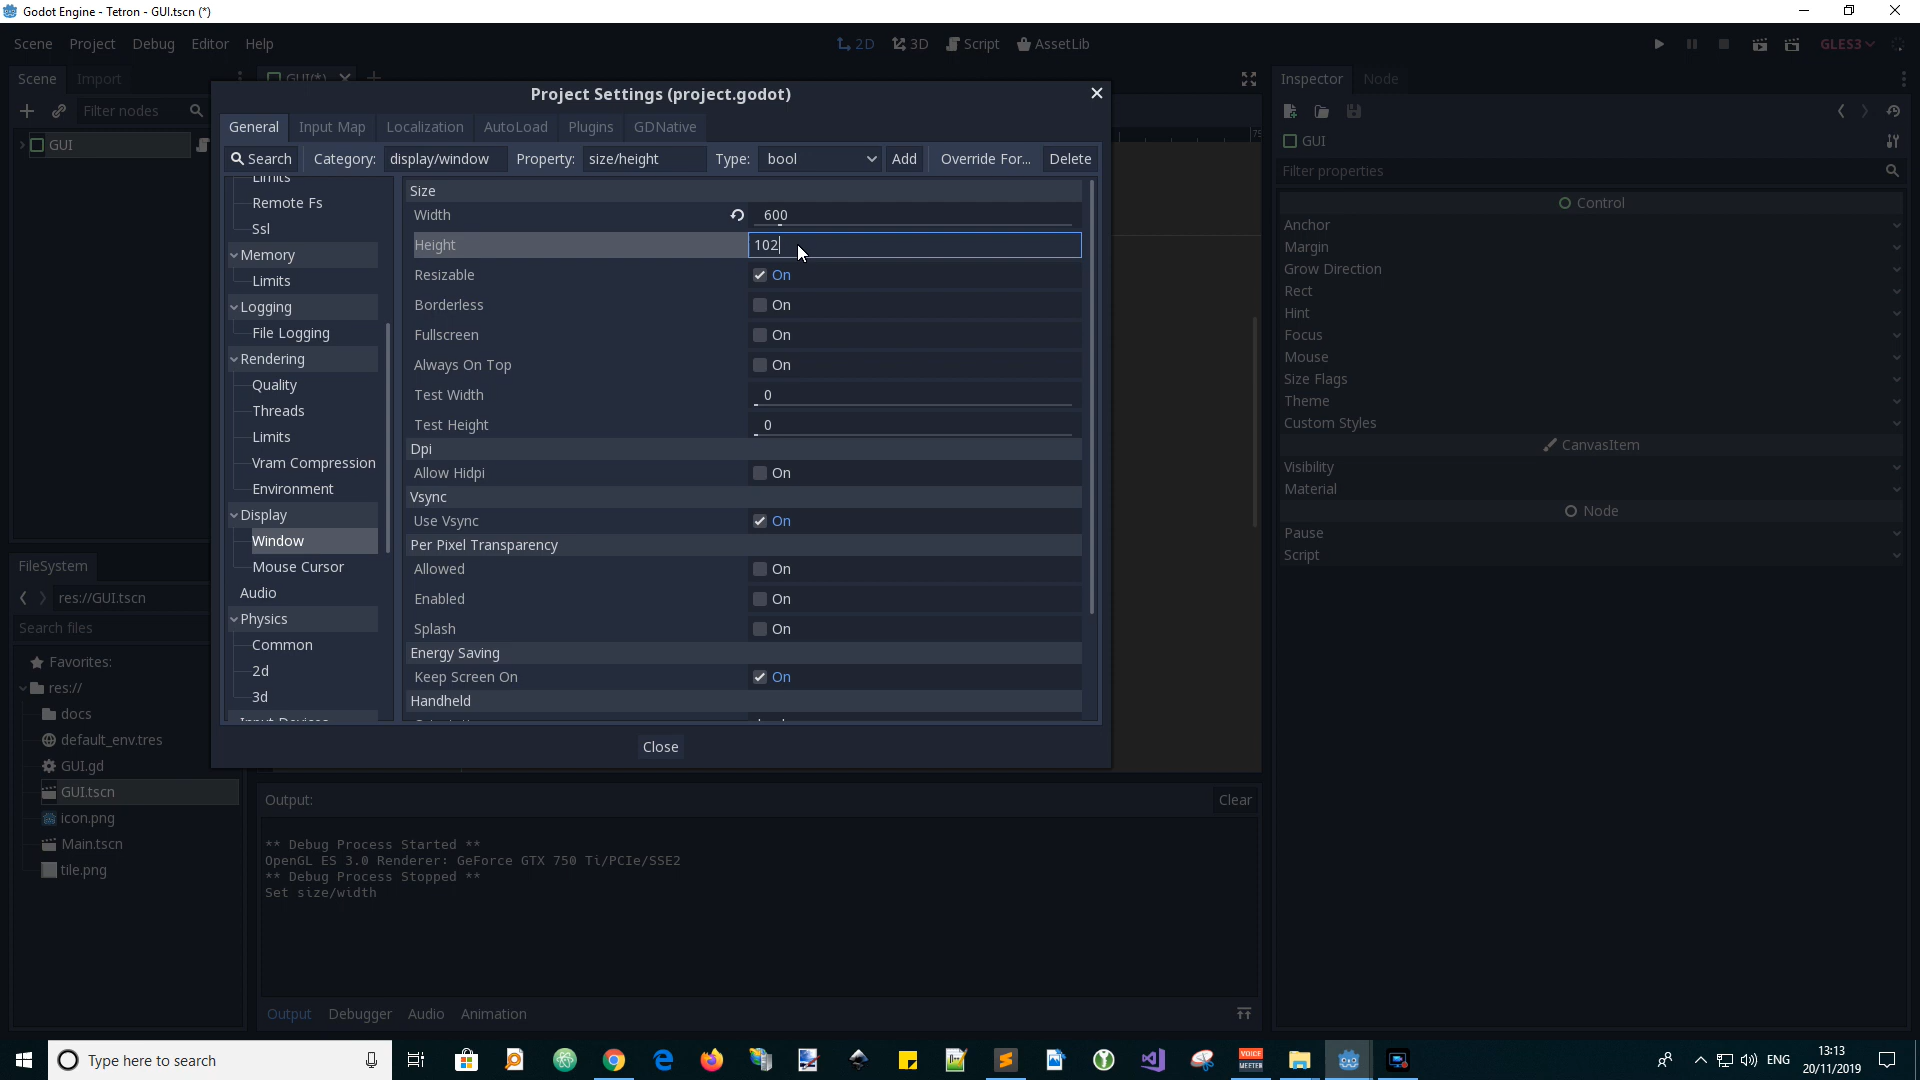 Godot Engine - Tetron - GUI.tscn (*)
Scene Project Debug Editor Help
2D 3D Script AssetLib
GLES3
Scene Import
GUI(*)
Inspector Node
Filter nodes
GUI
Project Settings (project.godot)
General Input Map Localization AutoLoad Plugins GDNative
Search Category: display/window Property: size/height Type: bool Add Override For... Delete
Limits
Remote Fs
Ssl
Memory
Limits
Logging
File Logging
Rendering
Quality
Threads
Limits
Vram Compression
Environment
Display
Window
Mouse Cursor
Audio
Physics
Common
2d
3d
Input Devices
Size
Width 600
Height 102
Resizable On
Borderless On
Fullscreen On
Always On Top On
Test Width 0
Test Height 0
Dpi
Allow Hidpi On
Vsync
Use Vsync On
Per Pixel Transparency
Allowed On
Enabled On
Splash On
Energy Saving
Keep Screen On On
Handheld
Close
GUI
Filter properties
Control
Anchor
Margin
Grow Direction
Rect
Hint
Focus
Mouse
Size Flags
Theme
Custom Styles
CanvasItem
Visibility
Material
Node
Pause
Script
FileSystem
res://GUI.tscn
Search files
Favorites:
res://
docs
default_env.tres
GUI.gd
GUI.tscn
icon.png
Main.tscn
tile.png
Output: Clear
** Debug Process Started **
OpenGL ES 3.0 Renderer: GeForce GTX 750 Ti/PCIe/SSE2
** Debug Process Stopped **
Set size/width
Output Debugger Audio Animation
Type here to search
VOICE MEETER
ENG
13:13
20/11/2019